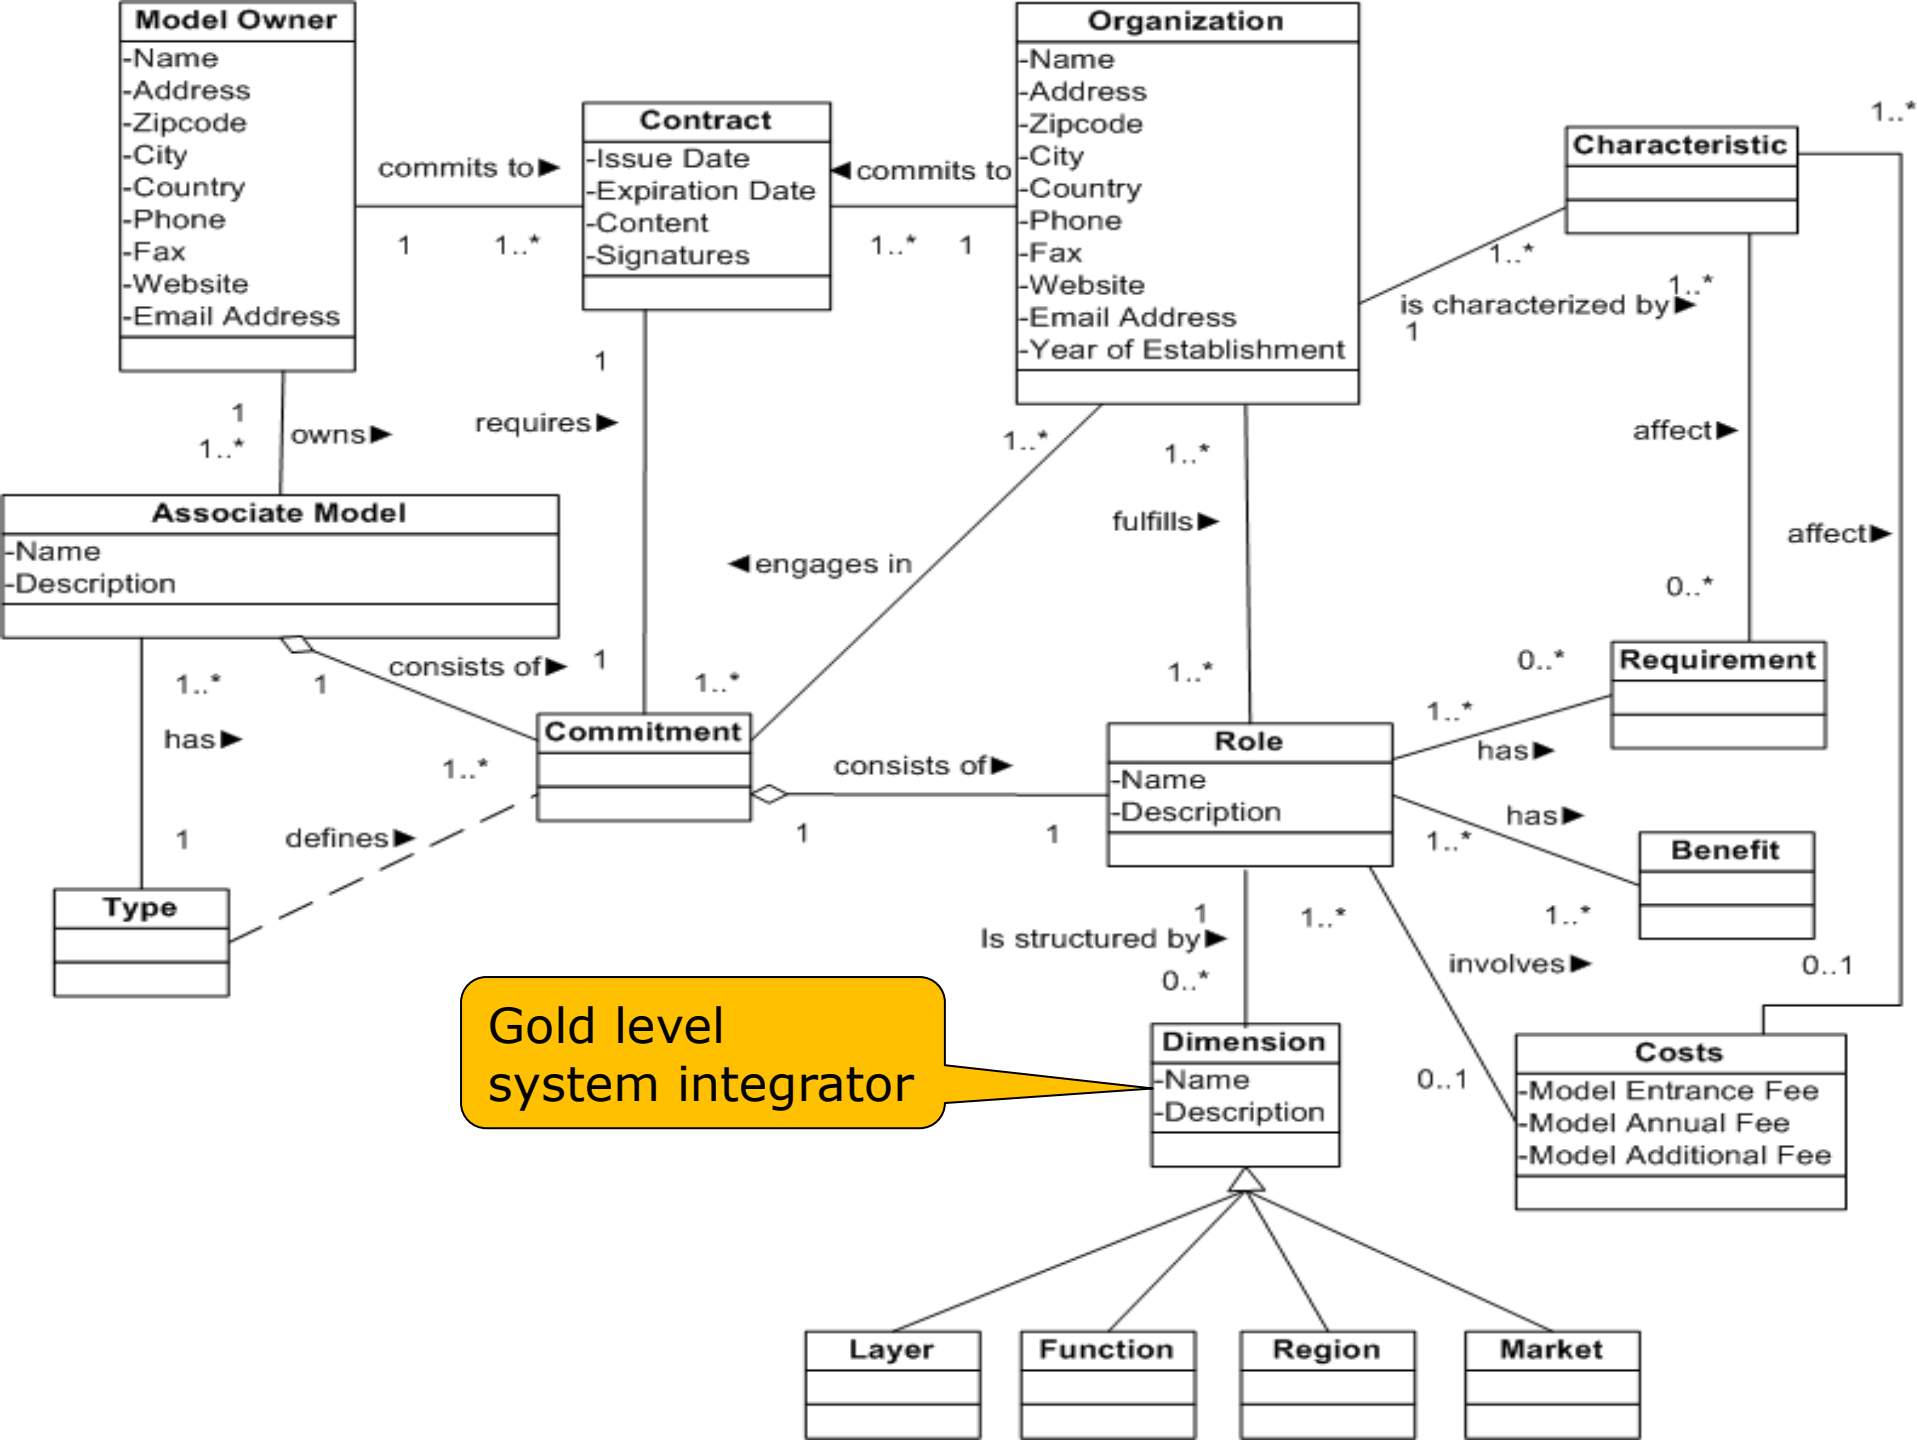 Model Owner
-Name
-Address
-Zipcode
-City
-Country
-Phone
-Fax
-Website
-Email Address
commits to►
1
1..*
Contract
-Issue Date
-Expiration Date
-Content
-Signatures
◄commits to
1..*
1
Organization
-Name
-Address
-Zipcode
-City
-Country
-Phone
-Fax
-Website
-Email Address
-Year of Establishment
Characteristic
1..*
1..*
1..*
is characterized by►
1
1
1..*
owns►
1
requires►
1
1..*
◄engages in
1..*
1..*
fulfills►
1..*
affect►
0..*
affect►
Associate Model
-Name
-Description
1..*
has►
1
1
consists of►
1..*
defines►
Type
Commitment
consists of►
1
1
Role
-Name
-Description
0..*
1..*
has►
Requirement
has►
1..*
1..*
Benefit
1
Is structured by►
0..*
1..*
involves►
0..1
0..1
Gold level
system integrator
Dimension
-Name
-Description
Costs
-Model Entrance Fee
-Model Annual Fee
-Model Additional Fee
Layer
Function
Region
Market